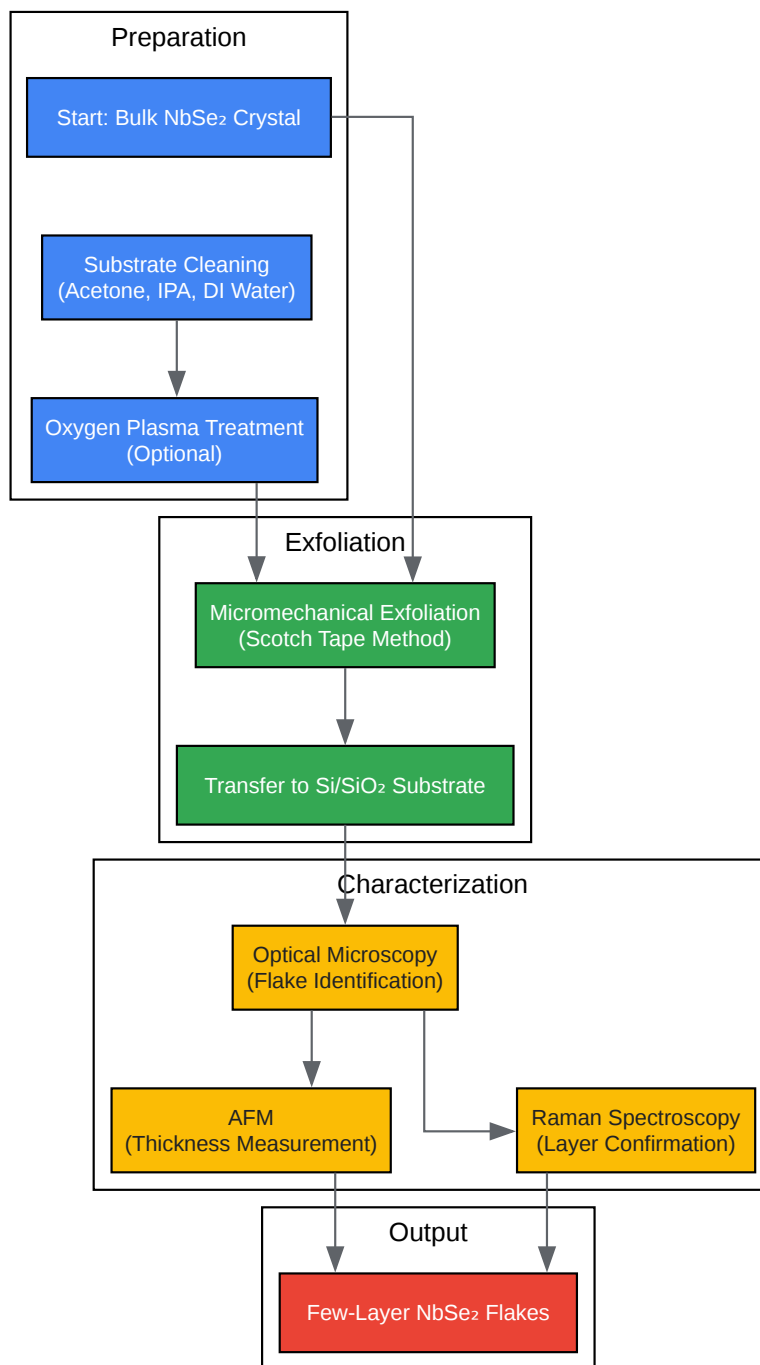 Preparation
Start: Bulk NbSe₂ Crystal
Substrate Cleaning
(Acetone, IPA, DI Water)
Oxygen Plasma Treatment
(Optional)
Exfoliation
Micromechanical Exfoliation
(Scotch Tape Method)
Transfer to Si/SiO₂ Substrate
Characterization
Optical Microscopy
(Flake Identification)
AFM
(Thickness Measurement)
Raman Spectroscopy
(Layer Confirmation)
Output
Few-Layer NbSe₂ Flakes